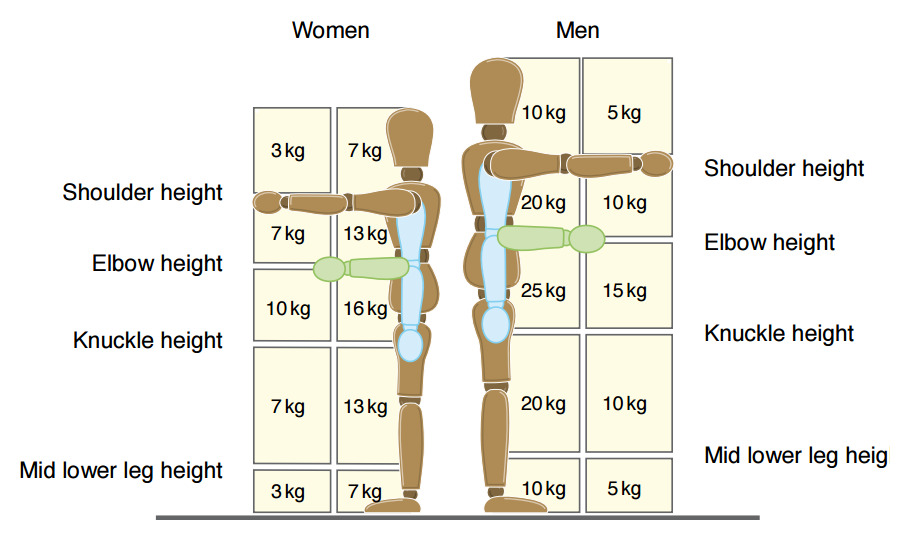 Women Men
3 kg 7 kg 10 kg 5 kg
Shoulder height Shoulder height
7 kg 13 kg 20 kg 10 kg
Elbow height Elbow height
10 kg 16 kg 25 kg 15 kg
Knuckle height Knuckle height
7 kg 13 kg 20 kg 10 kg
Mid lower leg height Mid lower leg heig
3 kg 7 kg 10 kg 5 kg